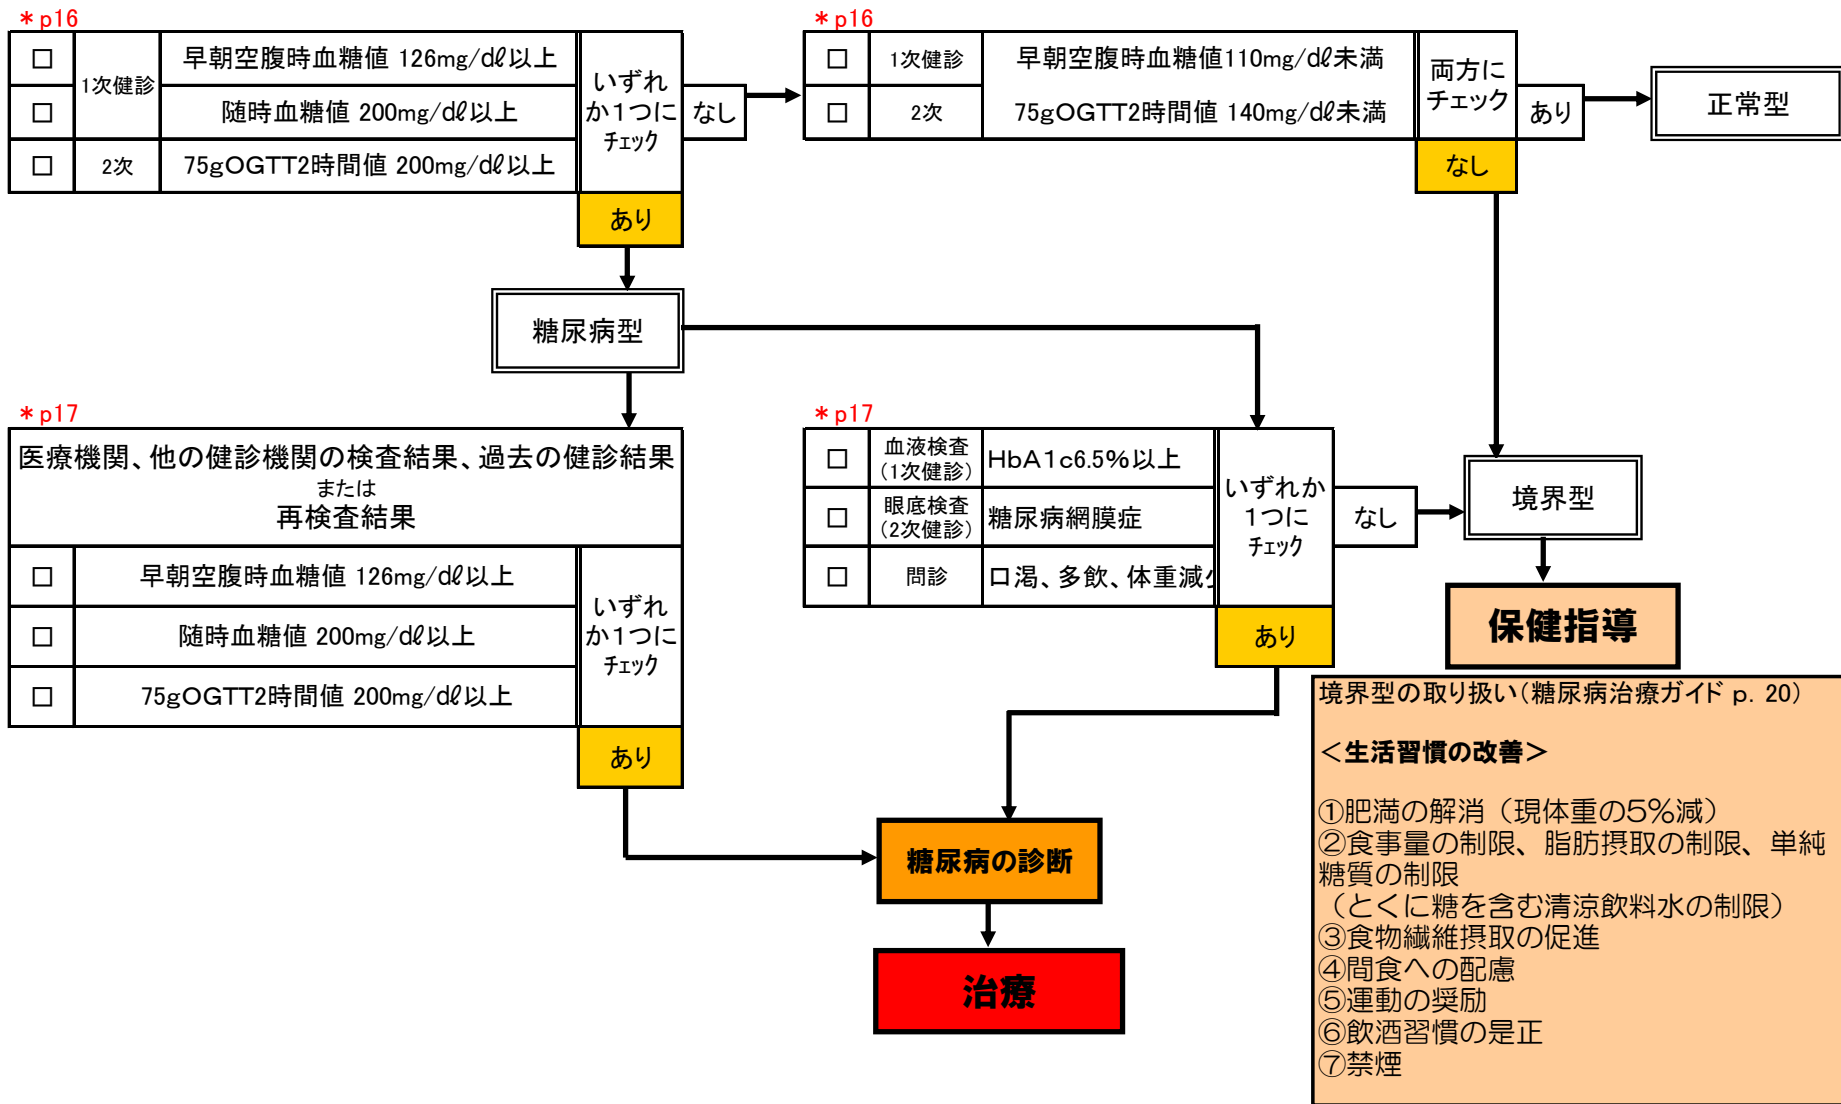 *p16
□ 1次健診 早朝空腹時血糖値 126mg/dℓ以上
□ 随時血糖値 200mg/dℓ以上
□ 2次 75gOGTT2時間値 200mg/dℓ以上
いずれ
か1つに
チェック
なし
あり
*p16
□ 1次健診 早朝空腹時血糖値110mg/dℓ未満
□ 2次 75gOGTT2時間値 140mg/dℓ未満
両方に
チェック
あり
なし
正常型
糖尿病型
*p17
医療機関、他の健診機関の検査結果、過去の健診結果
または
再検査結果
□ 早朝空腹時血糖値 126mg/dℓ以上
□ 随時血糖値 200mg/dℓ以上
□ 75gOGTT2時間値 200mg/dℓ以上
いずれ
か1つに
チェック
あり
*p17
□ 血液検査
(1次健診) HbA1c6.5%以上
□ 眼底検査
(2次健診) 糖尿病網膜症
□ 問診 口渇、多飲、体重減
いずれか
1つに
チェック
なし
あり
境界型
保健指導
糖尿病の診断
治療
境界型の取り扱い(糖尿病治療ガイド p. 20)
<生活習慣の改善>
①肥満の解消（現体重の5%減）
②食事量の制限、脂肪摂取の制限、単純
糖質の制限
（とくに糖を含む清涼飲料水の制限）
③食物繊維摂取の促進
④間食への配慮
⑤運動の奨励
⑥飲酒習慣の是正
⑦禁煙